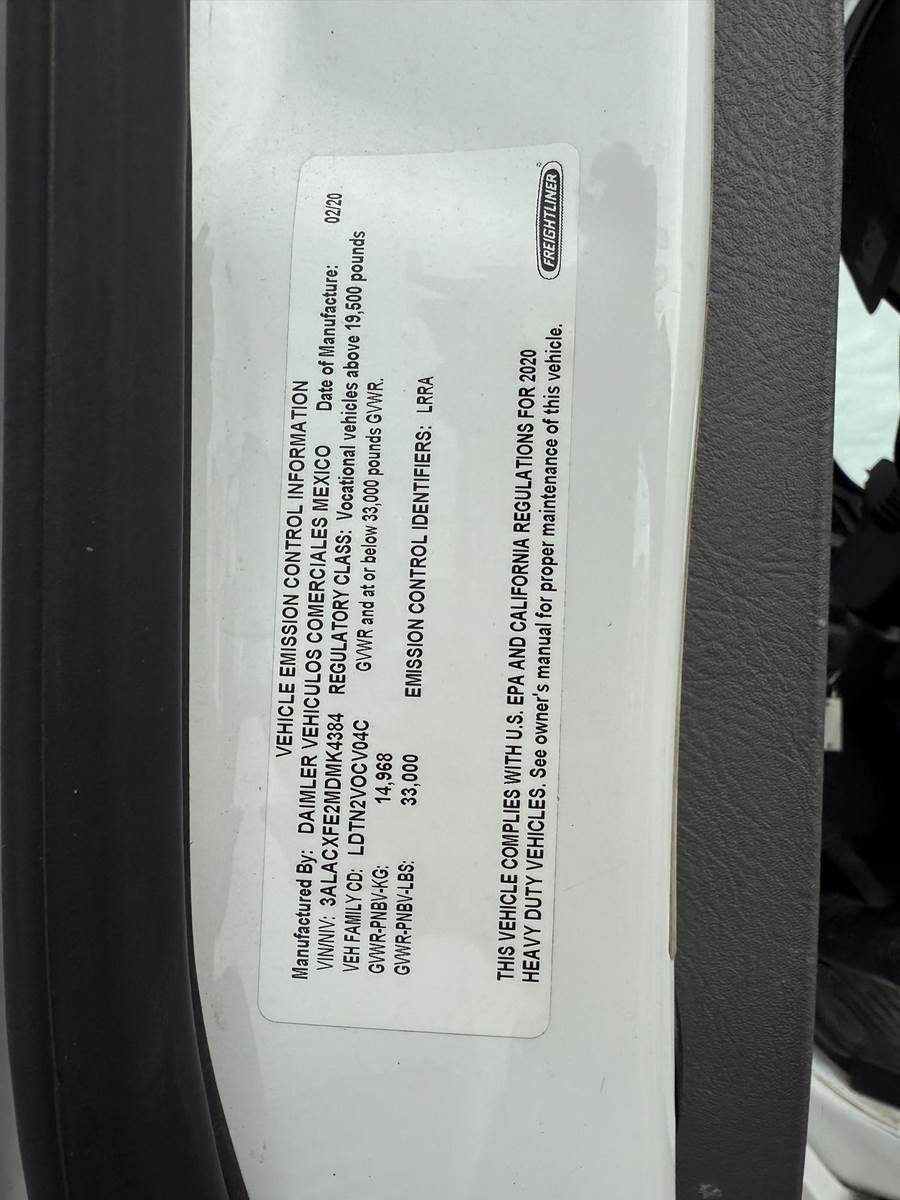 VEHICLE EMISSION CONTROL INFORMATION
Manufactured By: DAIMLER VEHICULOS COMERCIALES MEXICO Date of Manufacture: 02/20
VIN/NIV: 3ALACXFE2MDMK4384 REGULATORY CLASS: Vocational vehicles above 19,500 pounds
VEH FAMILY CD: LDTN2VOCV04C GVWR and at or below 33,000 pounds GVWR.
GVWR-PNBV-KG: 14,968
GVWR-PNBV-LBS: 33,000 EMISSION CONTROL IDENTIFIERS: LRRA
THIS VEHICLE COMPLIES WITH U.S. EPA AND CALIFORNIA REGULATIONS FOR 2020
HEAVY DUTY VEHICLES. See owner's manual for proper maintenance of this vehicle.
FREIGHTLINER